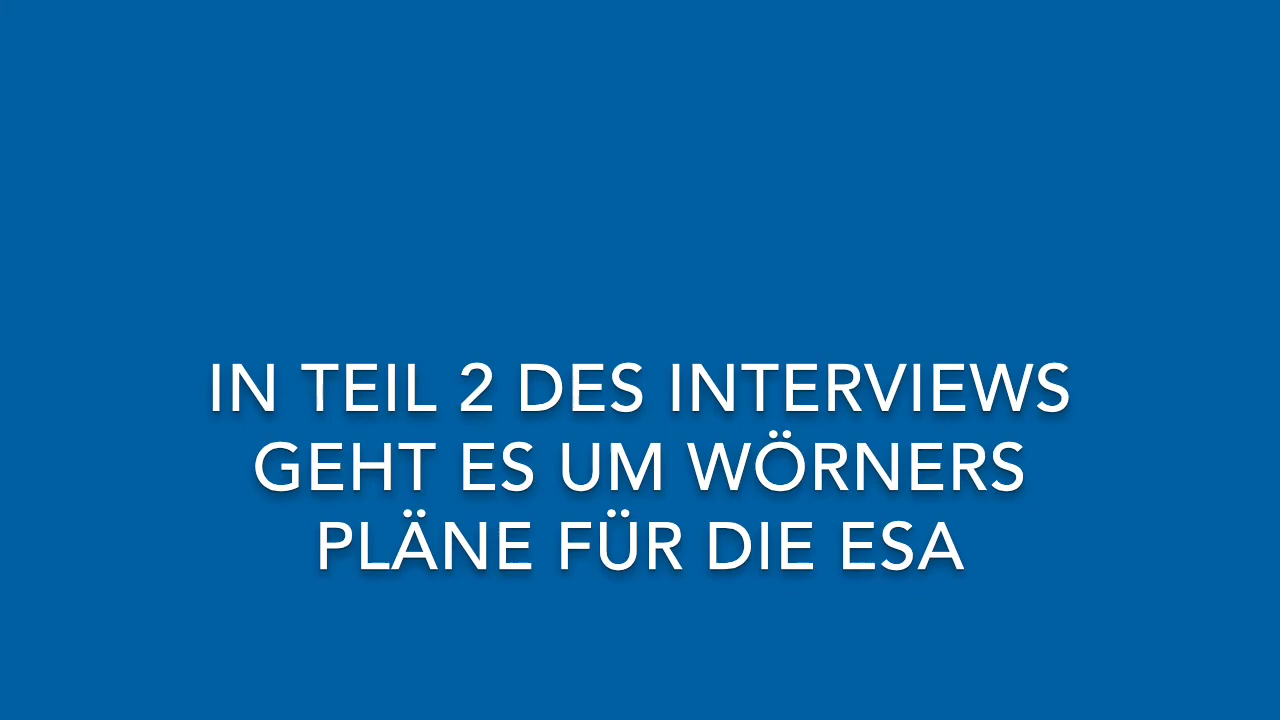 IN TEIL 2 DES INTERVIEWS
GEHT ES UM WÖRNERS
PLÄNE FÜR DIE ESA